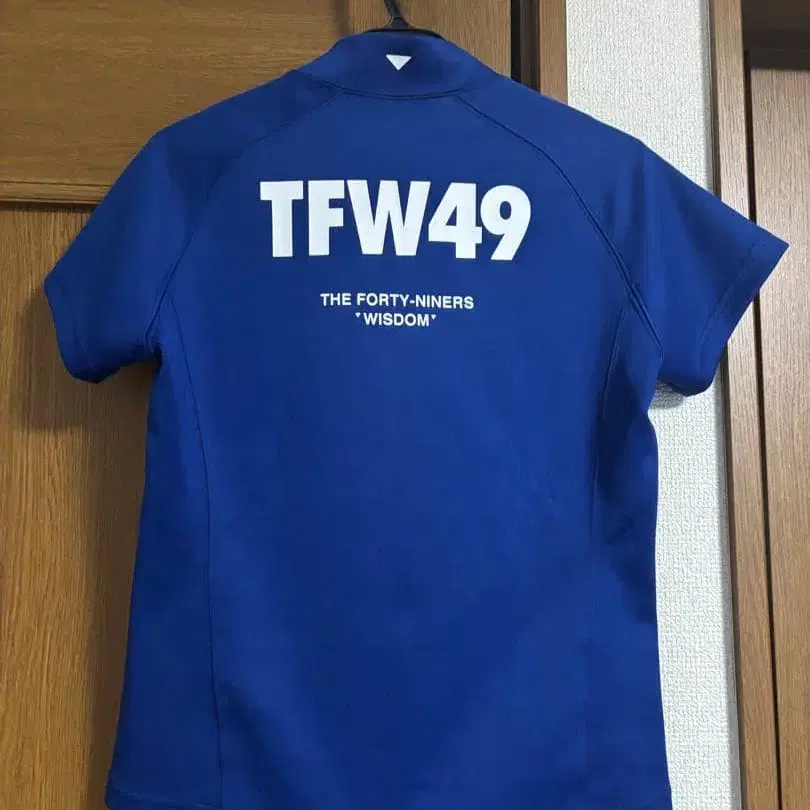 TFW49
THE FORTY-NINERS
▼WISDOM▼